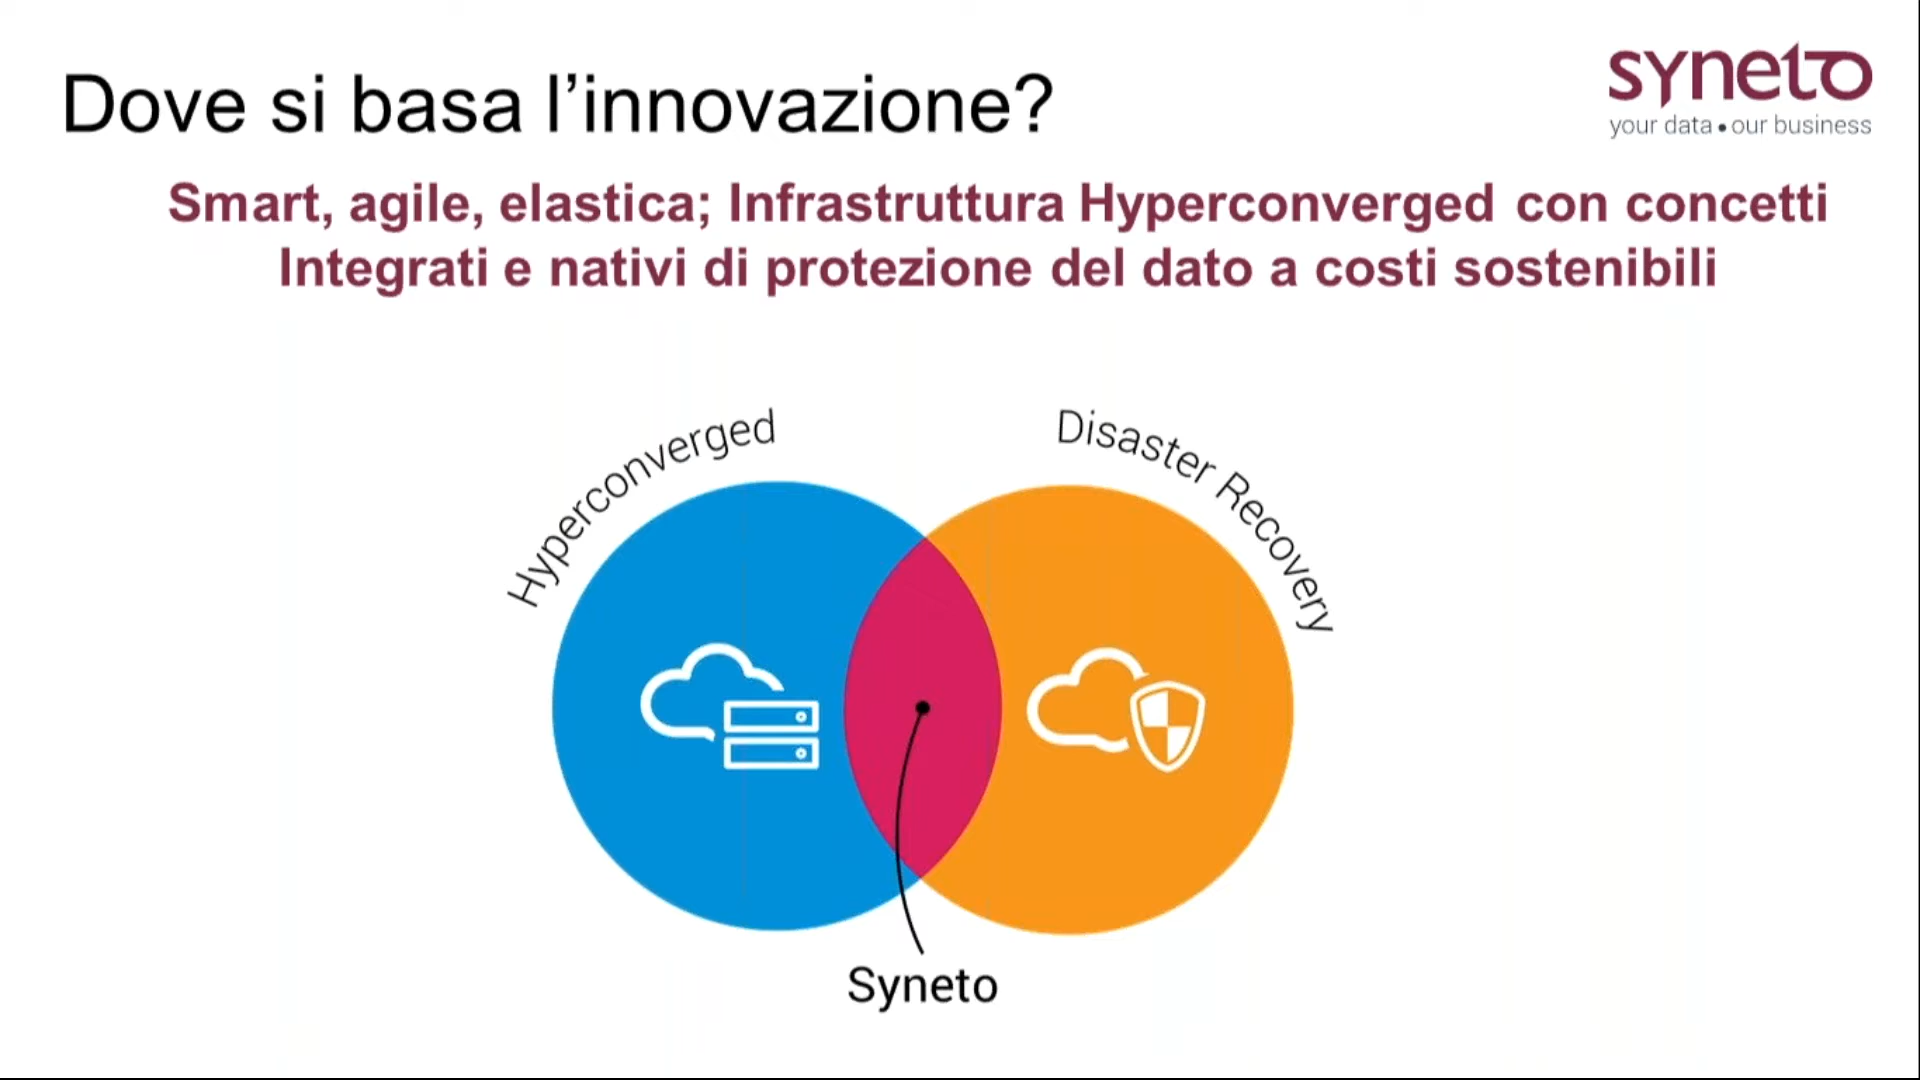 Dove si basa l’innovazione?
syneto
your data • our business
Smart, agile, elastica; Infrastruttura Hyperconverged con concetti
Integrati e nativi di protezione del dato a costi sostenibili
Hyperconverged
Disaster Recovery
Syneto